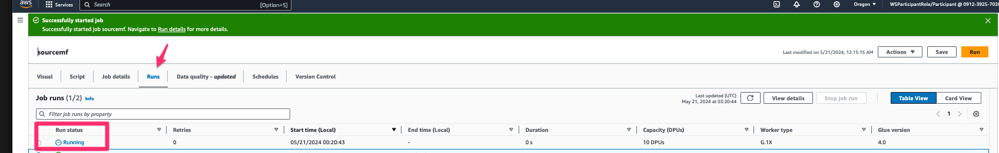 aws Services Search [Option+S] Oregon ▼ WSParticipantRole/Participant @ 0912-3925-7028
Successfully started job
Successfully started job sourcemf. Navigate to Run details for more details.
sourcemf Last modified on 5/21/2024, 12:15:15 AM Actions ▼ Save Run
Visual Script Job details Runs Data quality - updated Schedules Version Control
Job runs (1/2) Info Last updated (UTC) May 21, 2024 at 03:20:44 View details Stop job run Table View Card View
Filter job runs by property 1
Run status Retries Start time (Local) End time (Local) Duration Capacity (DPUs) Worker type Glue version
Running 0 05/21/2024 00:20:43 - 0 s 10 DPUs G.1X 4.0